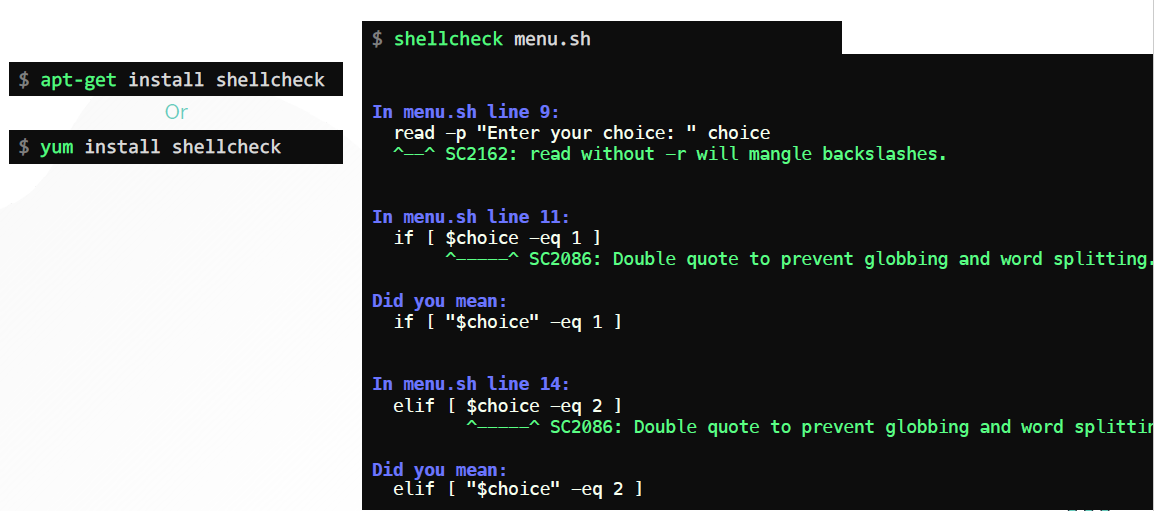 $ apt-get install shellcheck
Or
$ yum install shellcheck
$ shellcheck menu.sh
In menu.sh line 9:
read –p "Enter your choice: " choice
^––^ SC2162: read without –r will mangle backslashes.
In menu.sh line 11:
if [ $choice –eq 1 ]
^–––––^ SC2086: Double quote to prevent globbing and word splitting.
Did you mean:
if [ "$choice" –eq 1 ]
In menu.sh line 14:
elif [ $choice –eq 2 ]
^–––––^ SC2086: Double quote to prevent globbing and word splittin
Did you mean:
elif [ "$choice" –eq 2 ]